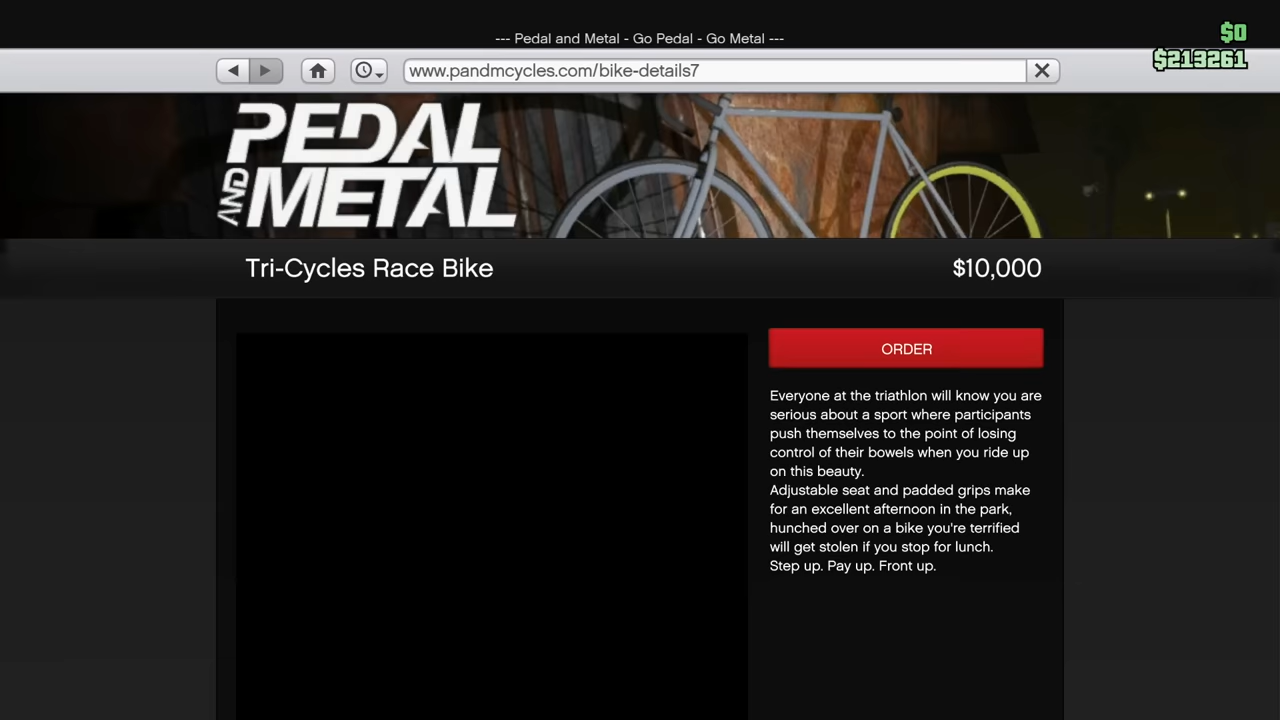 --- Pedal and Metal - Go Pedal - Go Metal ---
$0
$213261
www.pandmcycles.com/bike-details7
PEDAL
AND METAL
Tri-Cycles Race Bike
$10,000
ORDER
Everyone at the triathlon will know you are
serious about a sport where participants
push themselves to the point of losing
control of their bowels when you ride up
on this beauty.
Adjustable seat and padded grips make
for an excellent afternoon in the park,
hunched over on a bike you're terrified
will get stolen if you stop for lunch.
Step up. Pay up. Front up.